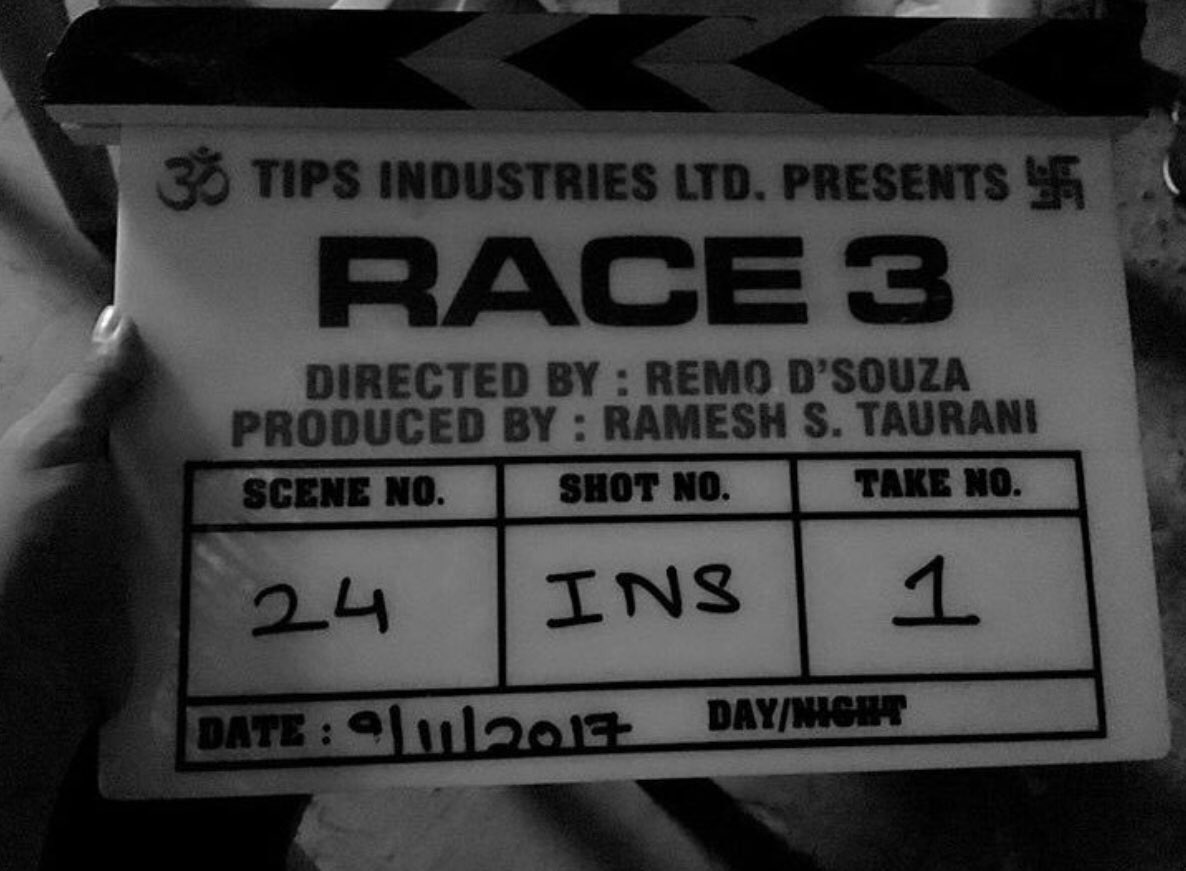 ॐ TIPS INDUSTRIES LTD. PRESENTS 卐
RACE 3
DIRECTED BY : REMO D'SOUZA
PRODUCED BY : RAMESH S. TAURANI
SCENE NO. SHOT NO. TAKE NO.
24 INS 1
DATE : 9/11/2017 DAY/NIGHT